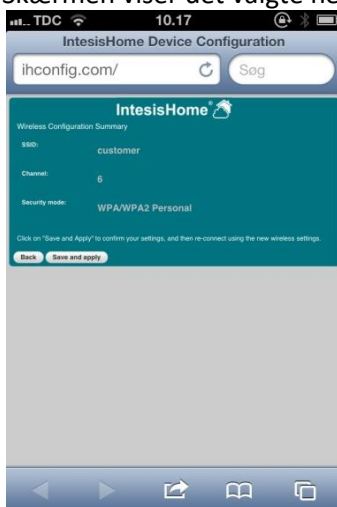 Skærmen viser det valgte ne
TDC 10.17
IntesisHome Device Configuration
ihconfig.com/ Søg
IntesisHome®
Wireless Configuration Summary
SSID: customer
Channel: 6
Security mode: WPA/WPA2 Personal
Click on "Save and Apply" to confirm your settings, and then re-connect using the new wireless settings.
Back Save and apply